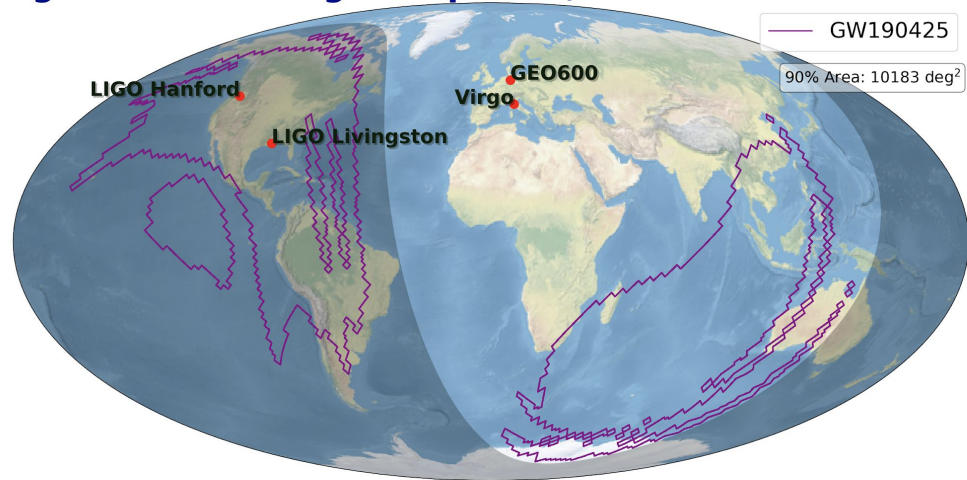 GW190425
90% Area: 10183 deg²
GEO600
LIGO Hanford
Virgo
LIGO Livingston